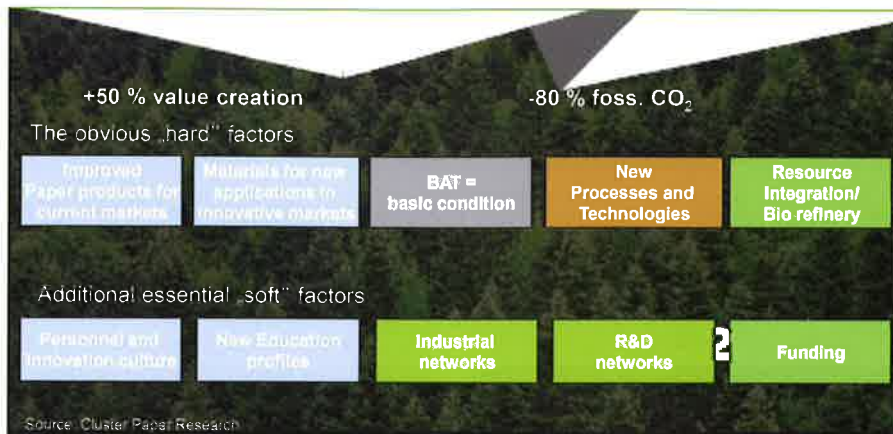 +50 % value creation
-80 % foss. CO₂
The obvious „hard" factors
Improved
Paper products for
current markets
Materials for new
applications in
innovative markets
BAT =
basic condition
New
Processes and
Technologies
Resource
Integration/
Bio refinery
Additional essential „soft" factors
Personnel and
innovation culture
New Education
profiles
Industrial
networks
R&D
networks
2
Funding
Source: Cluster Paper Research